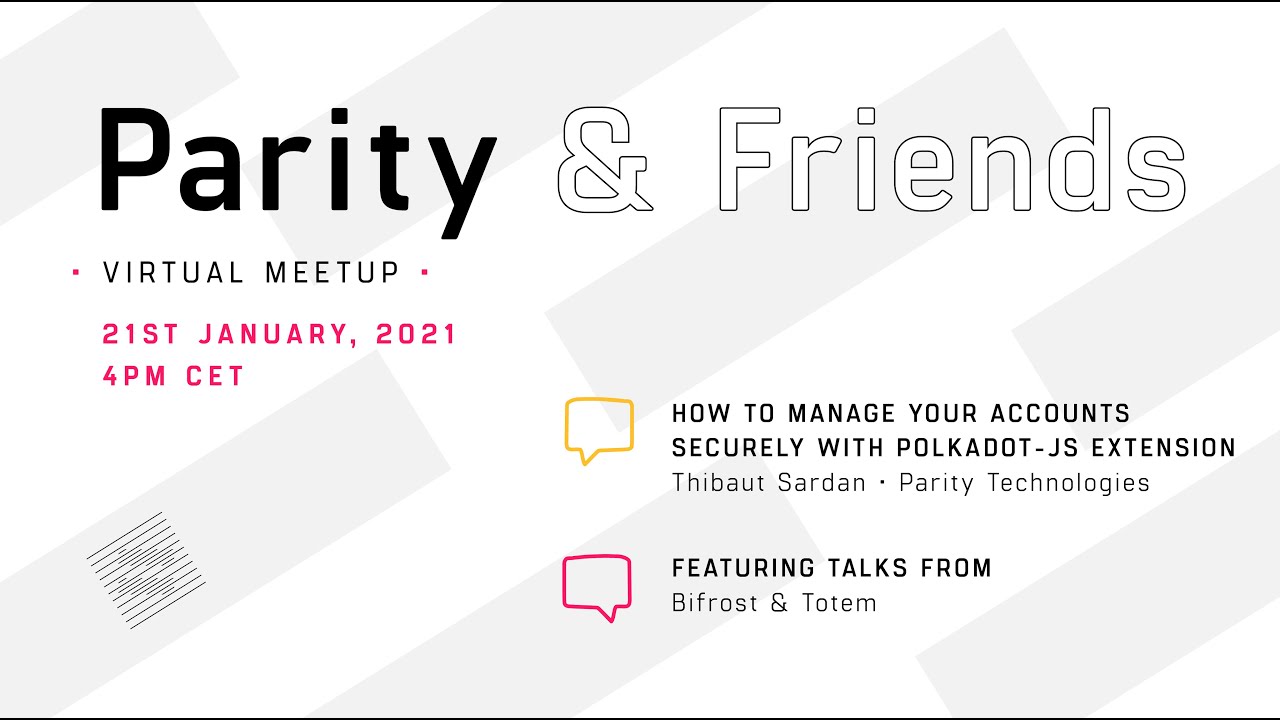 Parity & Friends
VIRTUAL MEETUP
21ST JANUARY, 2021
4PM CET
HOW TO MANAGE YOUR ACCOUNTS
SECURELY WITH POLKADOT-JS EXTENSION
Thibaut Sardan · Parity Technologies
FEATURING TALKS FROM
Bifrost & Totem